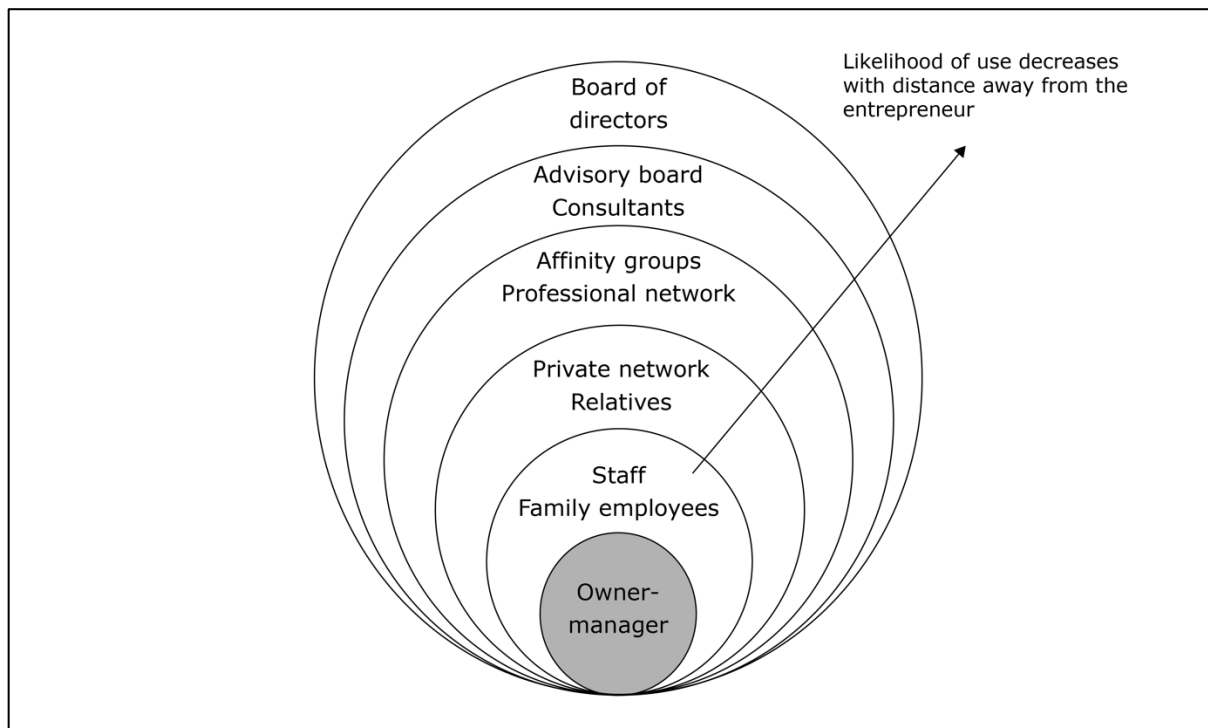 Likelihood of use decreases
with distance away from the
entrepreneur
Board of
directors
Advisory board
Consultants
Affinity groups
Professional network
Private network
Relatives
Staff
Family employees
Owner-
manager